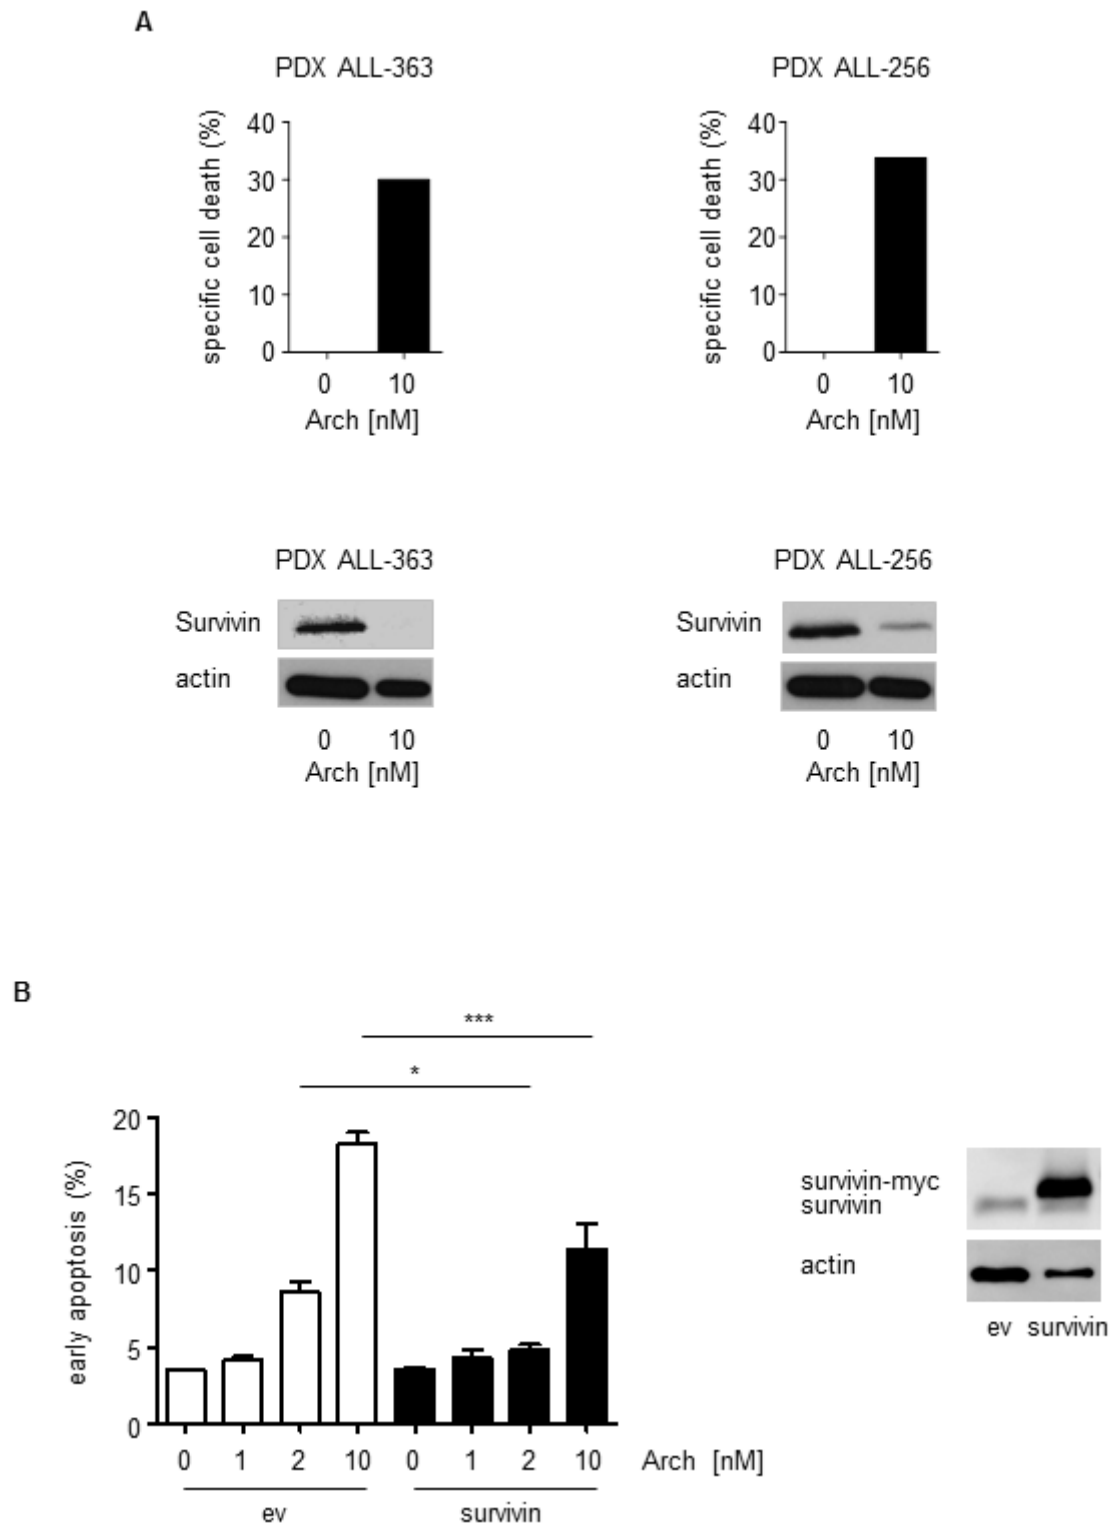 A
PDX ALL-363
PDX ALL-256
specific cell death (%)
40
30
20
10
0
0 10
Arch [nM]
specific cell death (%)
40
30
20
10
0
0 10
Arch [nM]
PDX ALL-363
Survivin
actin
0 10
Arch [nM]
PDX ALL-256
Survivin
actin
0 10
Arch [nM]
B
***
*
early apoptosis (%)
20
15
10
5
0
0 1 2 10 0 1 2 10 Arch [nM]
ev survivin
survivin-myc
survivin
actin
ev survivin